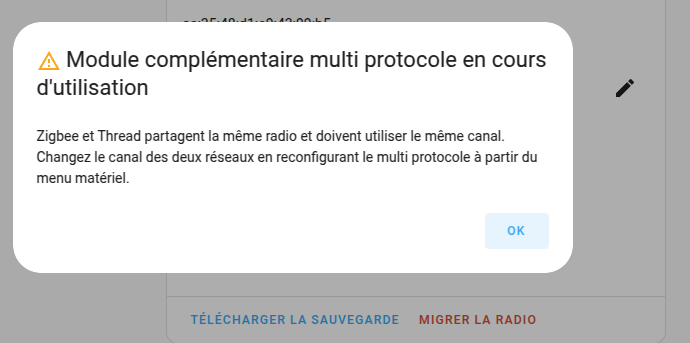 Module complémentaire multi protocole en cours
d'utilisation
Zigbee et Thread partagent la même radio et doivent utiliser le même canal.
Changez le canal des deux réseaux en reconfigurant le multi protocole à partir du
menu matériel.
OK
TÉLÉCHARGER LA SAUVEGARDE MIGRER LA RADIO